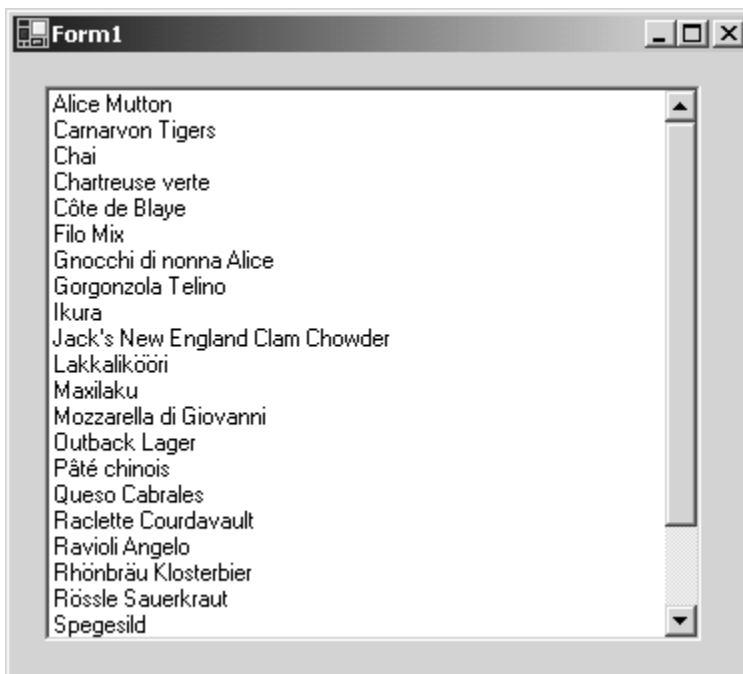 Form1
Alice Mutton
Carnarvon Tigers
Chai
Chartreuse verte
Côte de Blaye
Filo Mix
Gnocchi di nonna Alice
Gorgonzola Telino
Ikura
Jack's New England Clam Chowder
Lakkalikööri
Maxilaku
Mozzarella di Giovanni
Outback Lager
Pâté chinois
Queso Cabrales
Raclette Courdavault
Ravioli Angelo
Rhönbräu Klosterbier
Rössle Sauerkraut
Spegesild